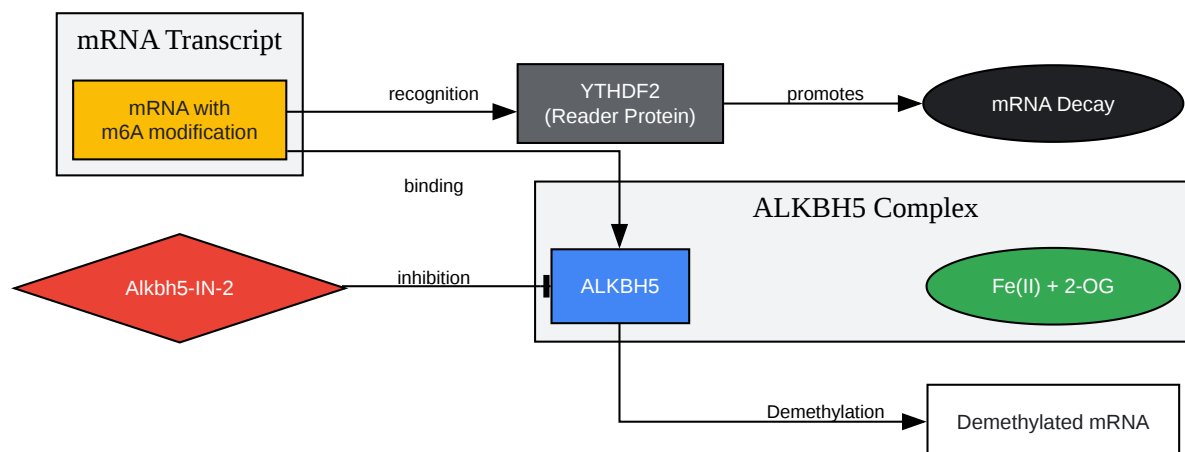 mRNA Transcript
mRNA with
m6A modification
recognition
YTHDF2
(Reader Protein)
promotes
mRNA Decay
binding
ALKBH5 Complex
Alkbh5-IN-2
inhibition
ALKBH5
Fe(II) + 2-OG
Demethylation
Demethylated mRNA